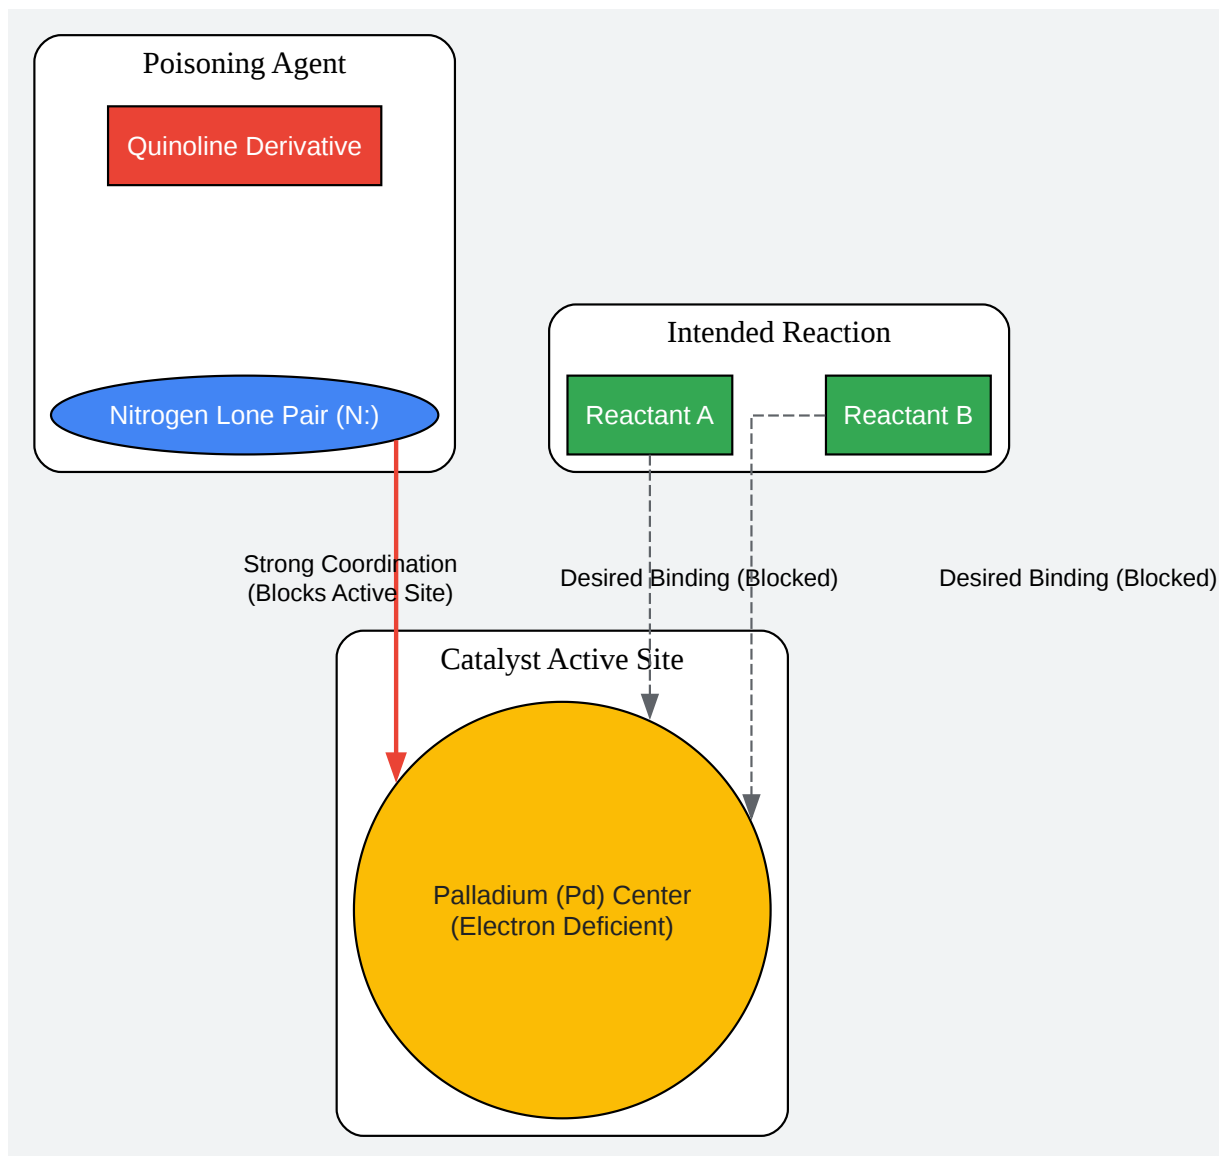 Poisoning Agent
Quinoline Derivative
Nitrogen Lone Pair (N:)
Intended Reaction
Reactant A
Reactant B
Strong Coordination
(Blocks Active Site)
Desired Binding (Blocked)
Desired Binding (Blocked)
Catalyst Active Site
Palladium (Pd) Center
(Electron Deficient)